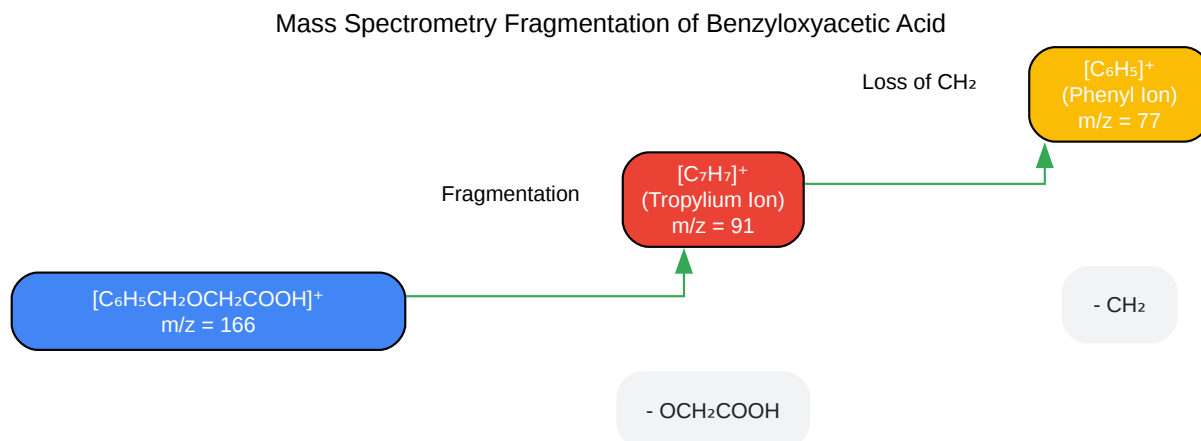 Mass Spectrometry Fragmentation of Benzyloxyacetic Acid
Loss of CH₂
[C₆H₅]⁺
(Phenyl Ion)
m/z = 77
Fragmentation
[C₇H₇]⁺
(Tropylium Ion)
m/z = 91
[C₆H₅CH₂OCH₂COOH]⁺
m/z = 166
- CH₂
- OCH₂COOH